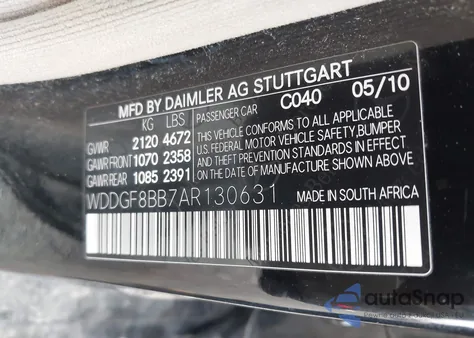 MFD BY DAIMLER AG STUTTGART
KG LBS PASSENGER CAR C040 05/10
GVWR 2120 4672
GAWR FRONT 1070 2358
GAWR REAR 1085 2391
THIS VEHICLE CONFORMS TO ALL APPLICABLE
U.S. FEDERAL MOTOR VEHICLE SAFETY, BUMPER
AND THEFT PREVENTION STANDARDS IN EFFECT
ON THE DATE OF MANUFACTURE SHOWN ABOVE
WDDGF8BB7AR130631 MADE IN SOUTH AFRICA
autoSnap